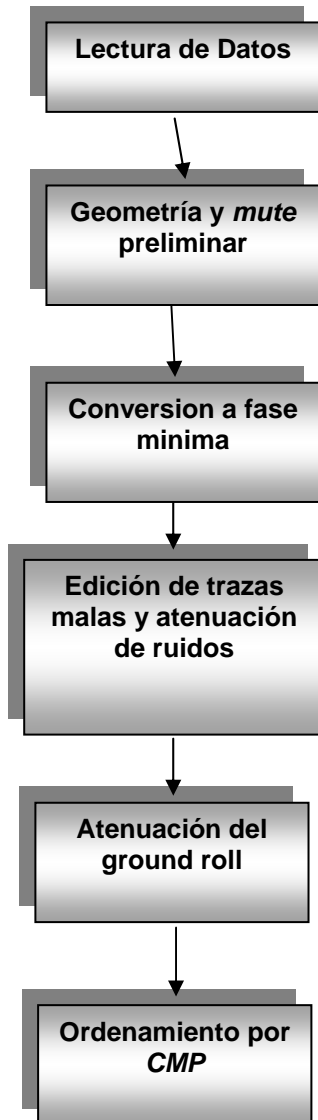 Lectura de Datos
Geometría y mute
preliminar
Conversion a fase
minima
Edición de trazas
malas y atenuación
de ruidos
Atenuación del
ground roll
Ordenamiento por
CMP